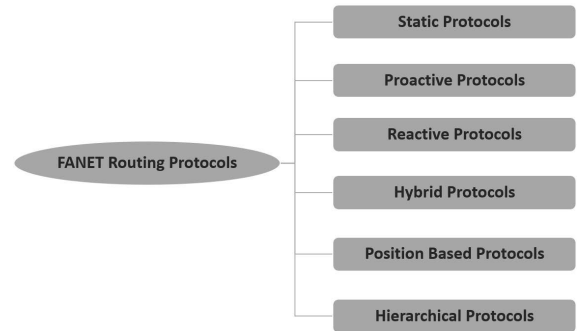 Static Protocols
Proactive Protocols
Reactive Protocols
FANET Routing Protocols
Hybrid Protocols
Position Based Protocols
Hierarchical Protocols